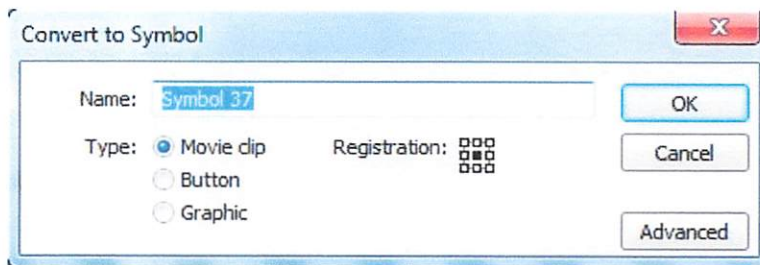 Convert to Symbol
Name: Symbol 37 OK
Type: Movie clip Registration: Cancel
Button
Graphic
Advanced